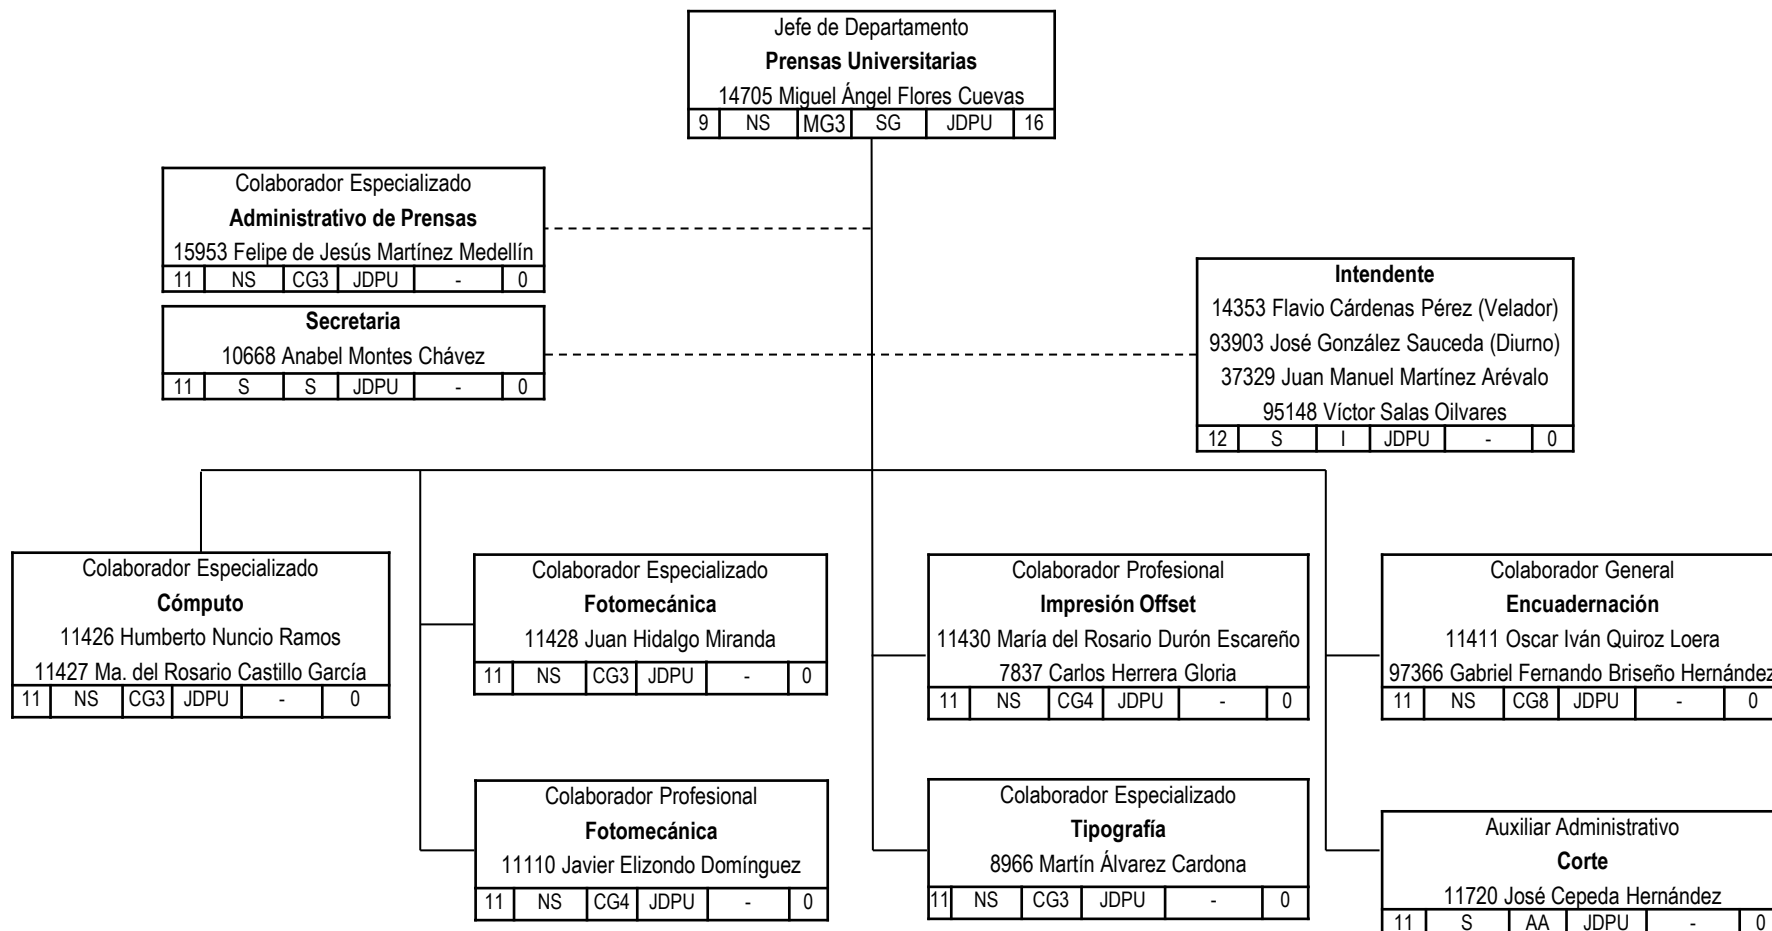 Jefe de Departamento
Prensas Universitarias
14705 Miguel Ángel Flores Cuevas
9 NS MG3 SG JDPU 16
Colaborador Especializado
Administrativo de Prensas
15953 Felipe de Jesús Martínez Medellín
11 NS CG3 JDPU - 0
Secretaria
10668 Anabel Montes Chávez
11 S S JDPU - 0
Intendente
14353 Flavio Cárdenas Pérez (Velador)
93903 José González Sauceda (Diurno)
37329 Juan Manuel Martínez Arévalo
95148 Víctor Salas Oilvares
12 S I JDPU - 0
Colaborador Especializado
Cómputo
11426 Humberto Nuncio Ramos
11427 Ma. del Rosario Castillo García
11 NS CG3 JDPU - 0
Colaborador Especializado
Fotomecánica
11428 Juan Hidalgo Miranda
11 NS CG3 JDPU - 0
Colaborador Profesional
Impresión Offset
11430 María del Rosario Durón Escareño
7837 Carlos Herrera Gloria
11 NS CG4 JDPU - 0
Colaborador General
Encuadernación
11411 Oscar Iván Quiroz Loera
97366 Gabriel Fernando Briseño Hernández
11 NS CG8 JDPU - 0
Colaborador Profesional
Fotomecánica
11110 Javier Elizondo Domínguez
11 NS CG4 JDPU - 0
Colaborador Especializado
Tipografía
8966 Martín Álvarez Cardona
11 NS CG3 JDPU - 0
Auxiliar Administrativo
Corte
11720 José Cepeda Hernández
11 S AA JDPU - 0